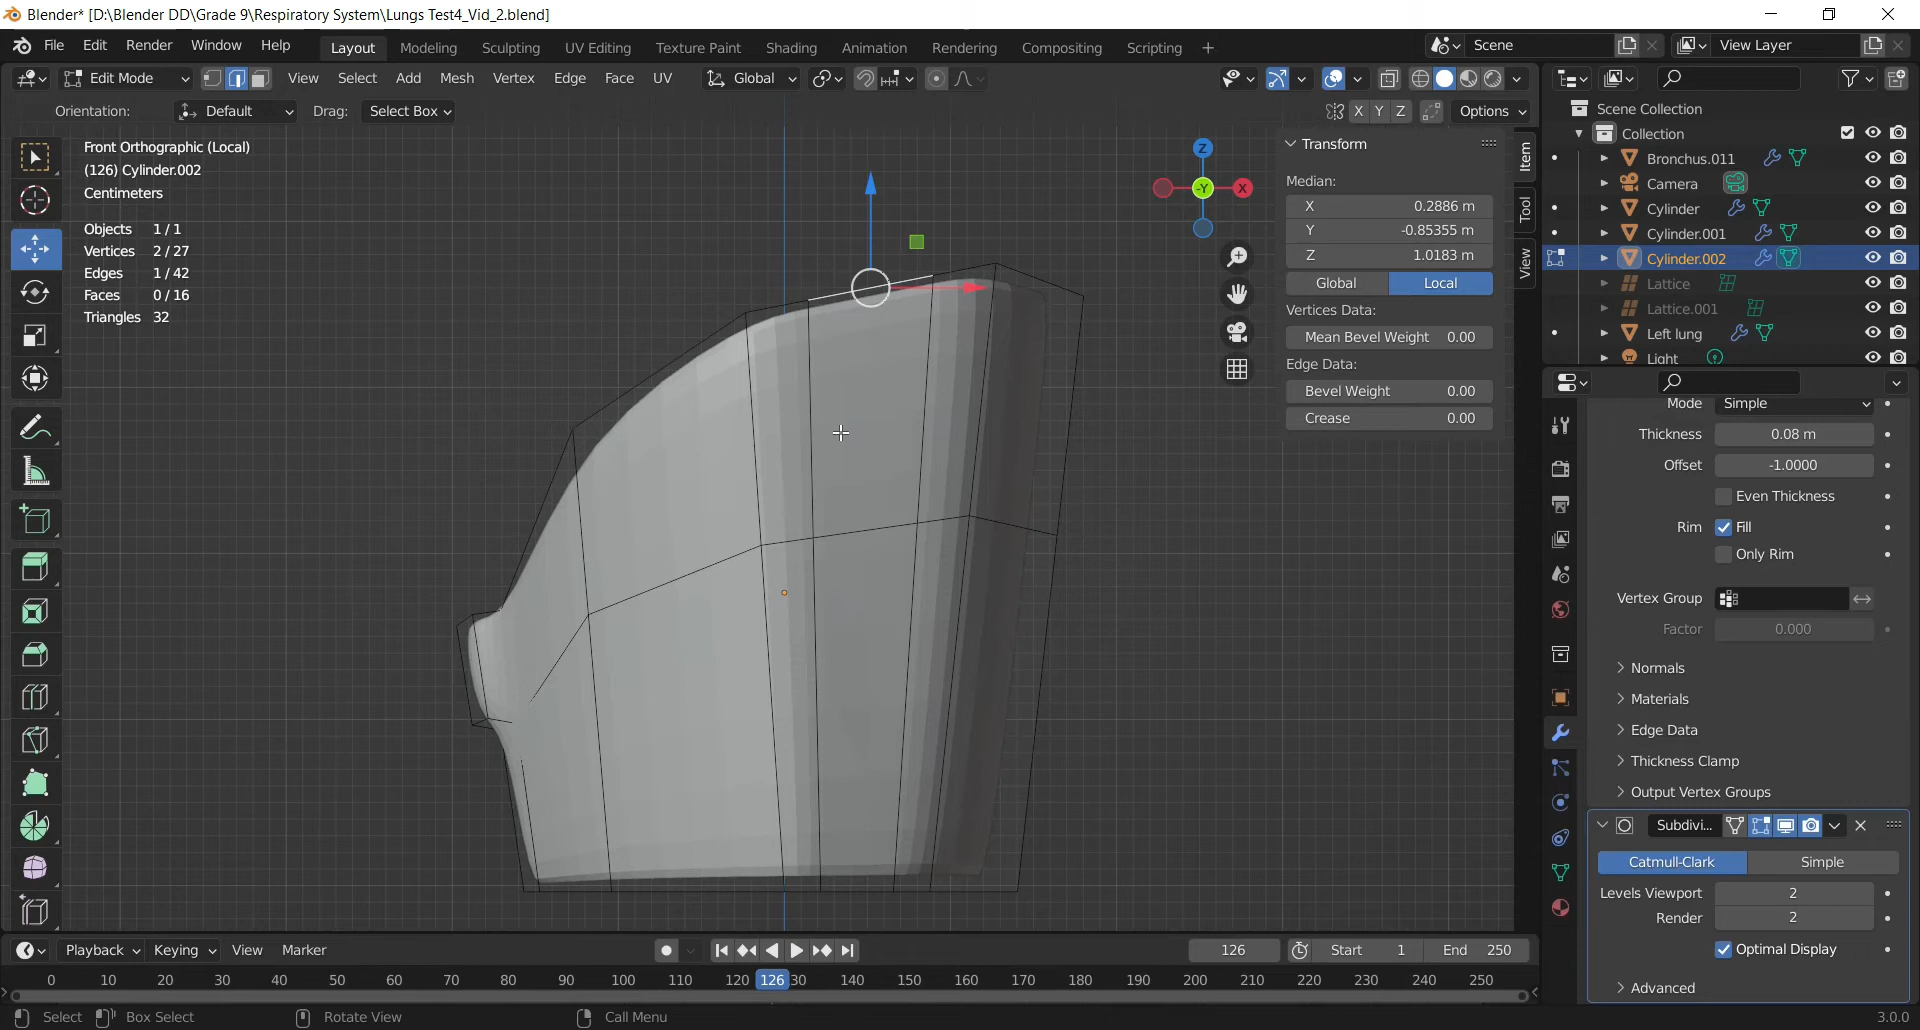 Blender* [D:\Blender DD\Grade 9\Respiratory System\Lungs Test4_Vid_2.blend]
File Edit Render Window Help Layout Modeling Sculpting UV Editing Texture Paint Shading Animation Rendering Compositing Scripting + Scene View Layer
Edit Mode View Select Add Mesh Vertex Edge Face UV Global
Orientation: Default Drag: Select Box X Y Z Options
Front Orthographic (Local)
(126) Cylinder.002
Centimeters
Objects 1/1
Vertices 2/27
Edges 1/42
Faces 0/16
Triangles 32
Z
-Y
X
Transform
Median:
X 0.2886 m
Y -0.85355 m
Z 1.0183 m
Global Local
Vertices Data:
Mean Bevel Weight 0.00
Edge Data:
Bevel Weight 0.00
Crease 0.00
Item
Tool
View
Scene Collection
Collection
Bronchus.011
Camera
Cylinder
Cylinder.001
Cylinder.002
Lattice
Lattice.001
Left lung
Light
Mode Simple
Thickness 0.08 m
Offset -1.0000
Even Thickness
Rim Fill
Only Rim
Vertex Group
Factor 0.000
Normals
Materials
Edge Data
Thickness Clamp
Output Vertex Groups
Subdivi...
Catmull-Clark Simple
Levels Viewport 2
Render 2
Optimal Display
Advanced
Playback Keying View Marker 126 Start 1 End 250
0 10 20 30 40 50 60 70 80 90 100 110 120 126 30 140 150 160 170 180 190 200 210 220 230 240 250
Select Box Select Rotate View Call Menu 3.0.0